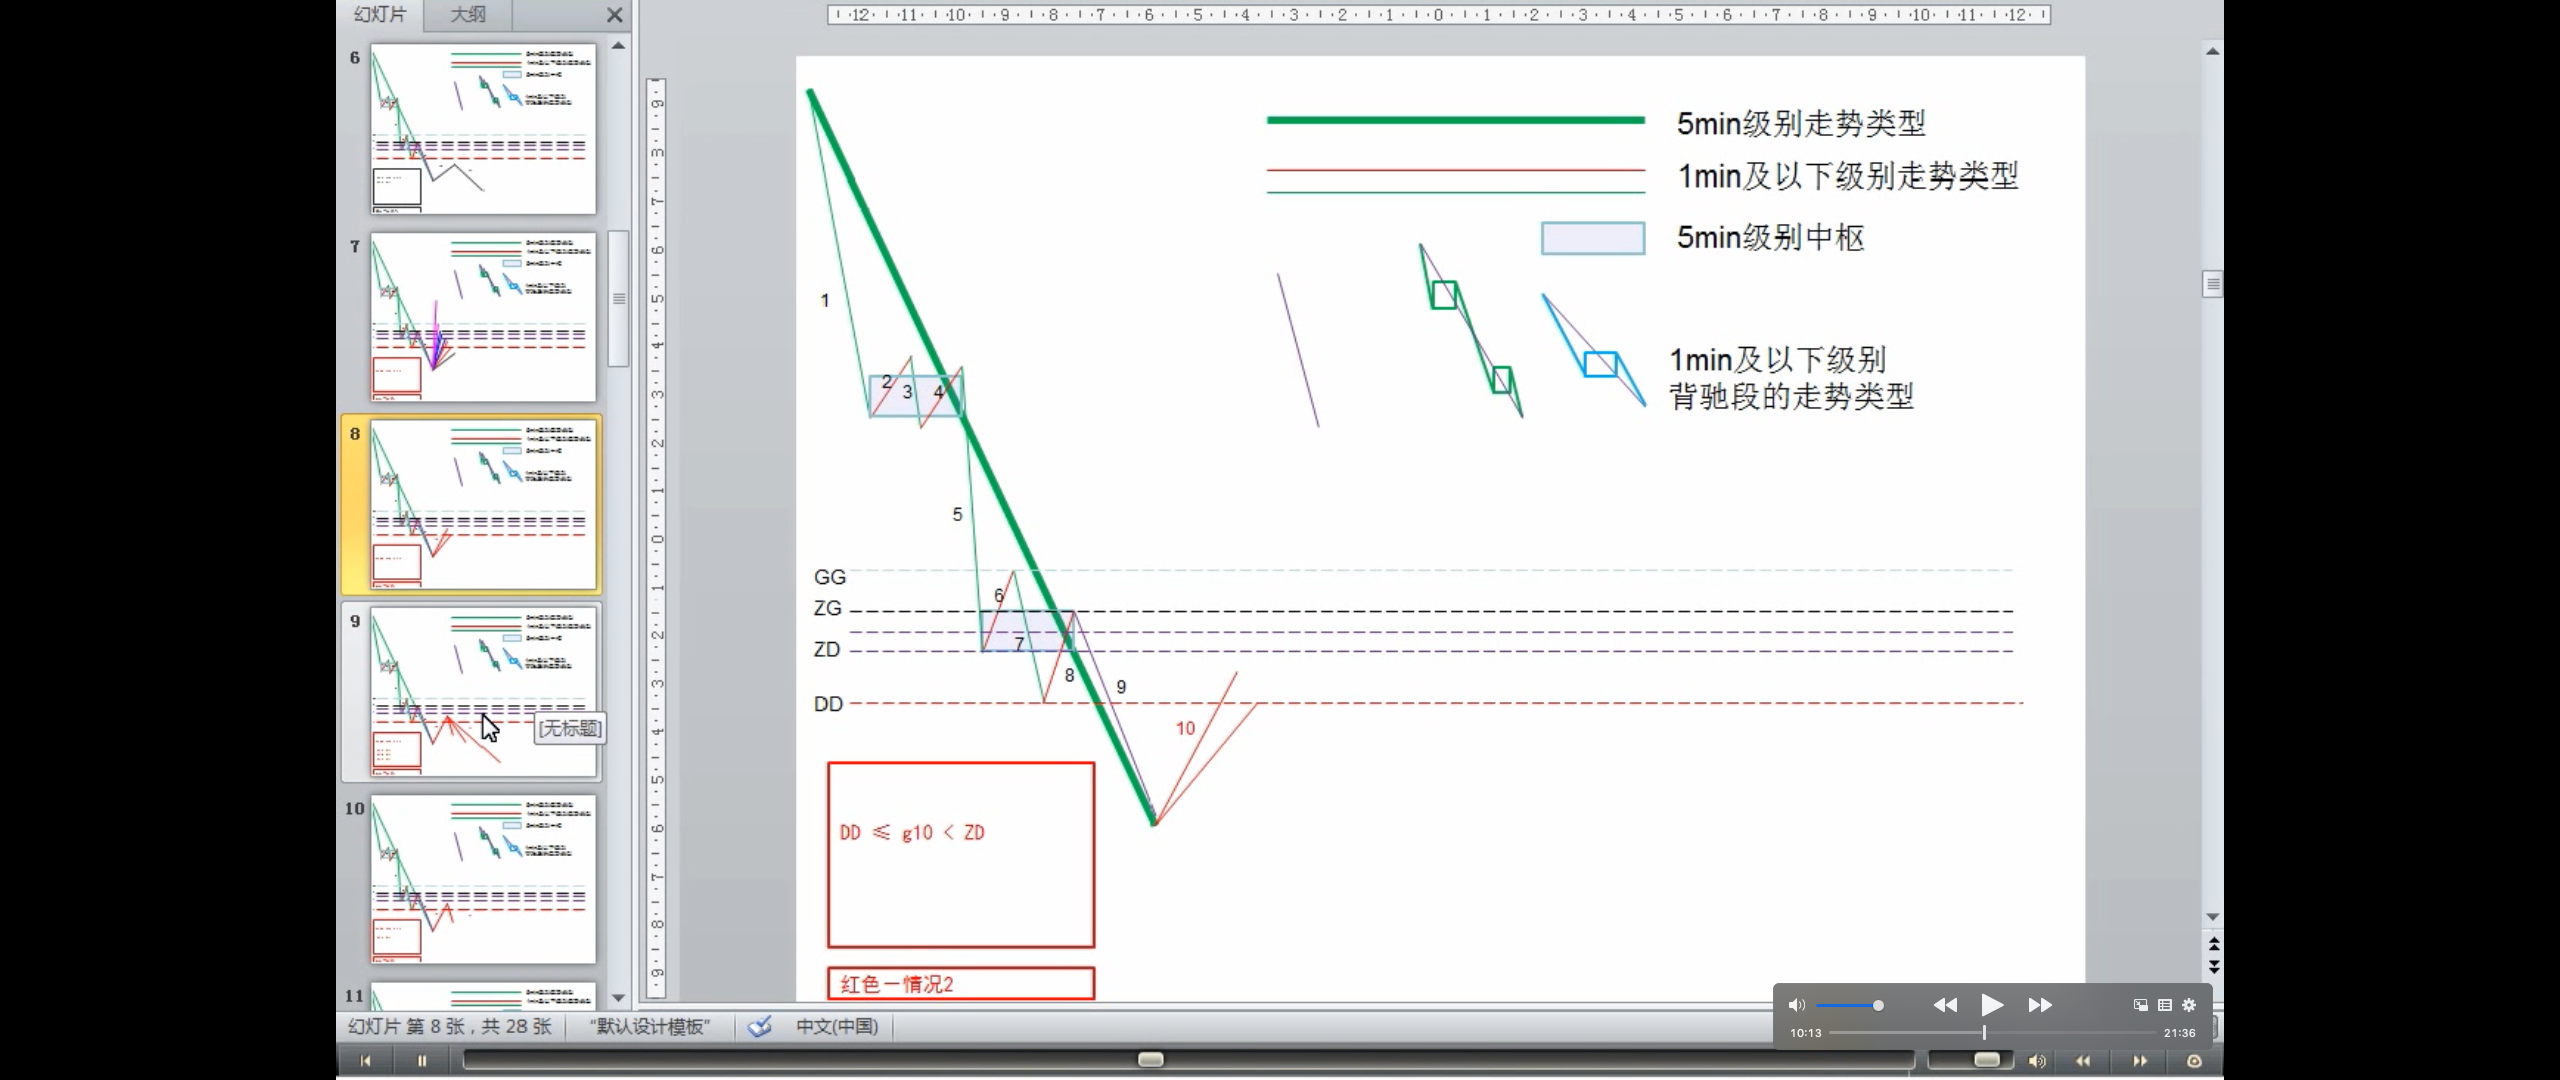 幻灯片 大纲
6
7
8
9
[无标题]
10
11
5min级别走势类型
1min及以下级别走势类型
5min级别中枢
1min及以下级别
背驰段的走势类型
1
2
3
4
5
GG
6
ZG
7
ZD
8
9
DD
10
DD ≤ g10 < ZD
红色一情况2
幻灯片 第 8 张，共 28 张 “默认设计模板” 中文(中国)
10:13 21:36